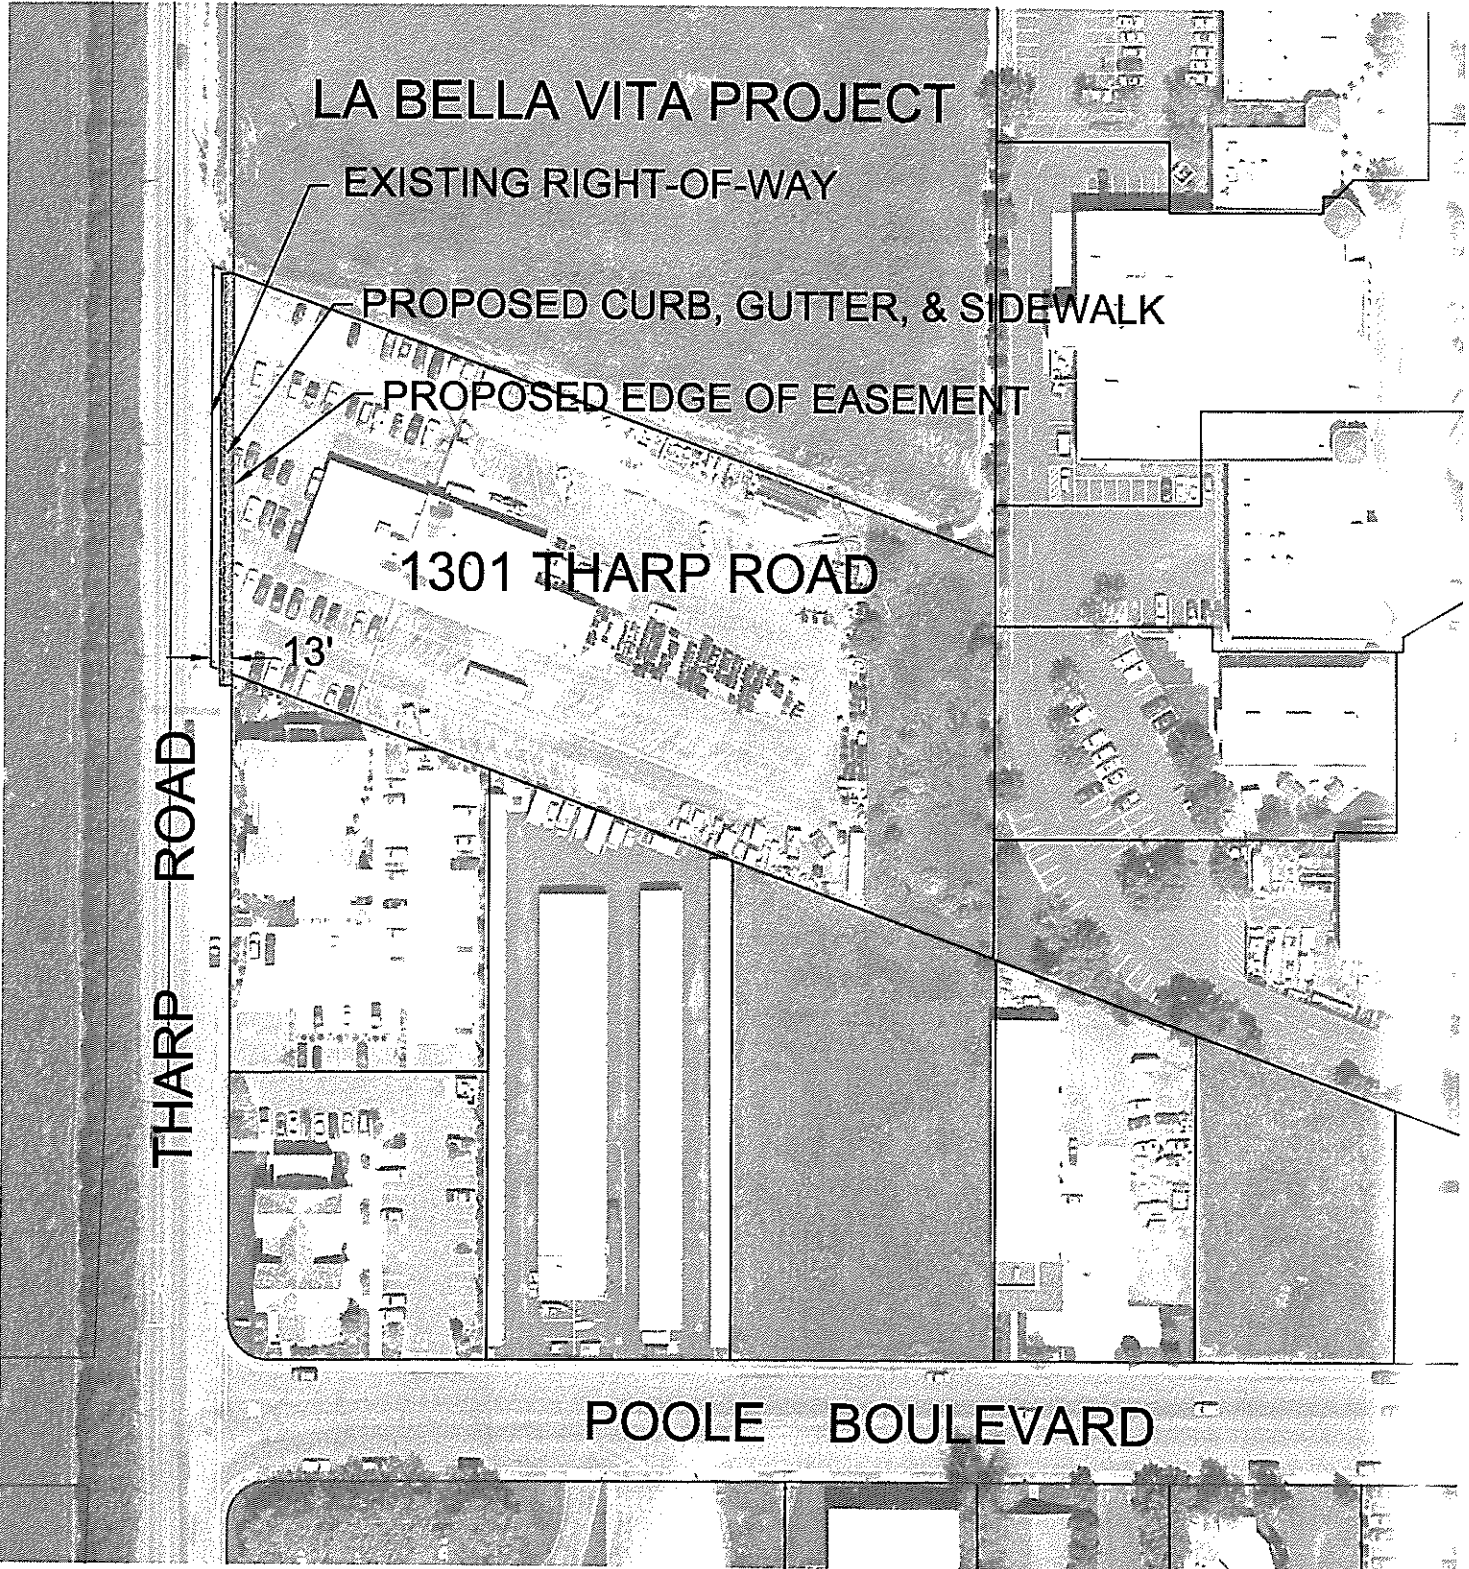 LA BELLA VITA PROJECT
EXISTING RIGHT-OF-WAY
PROPOSED CURB, GUTTER, & SIDEWALK
PROPOSED EDGE OF EASEMENT
1301 THARP ROAD
13'
THARP ROAD
POOLE BOULEVARD